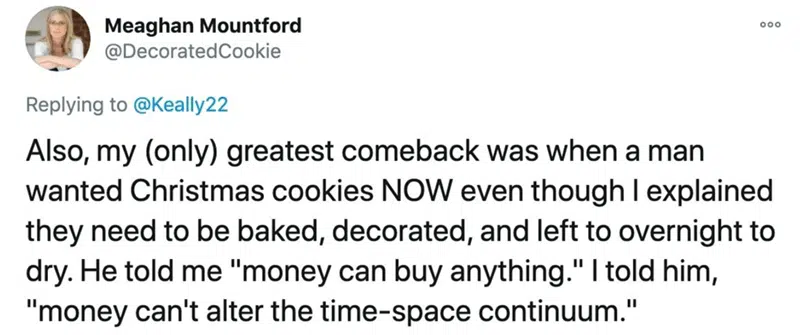 Meaghan Mountford
@DecoratedCookie
Replying to @Keally22
Also, my (only) greatest comeback was when a man
wanted Christmas cookies NOW even though I explained
they need to be baked, decorated, and left to overnight to
dry. He told me "money can buy anything." I told him,
"money can't alter the time-space continuum."